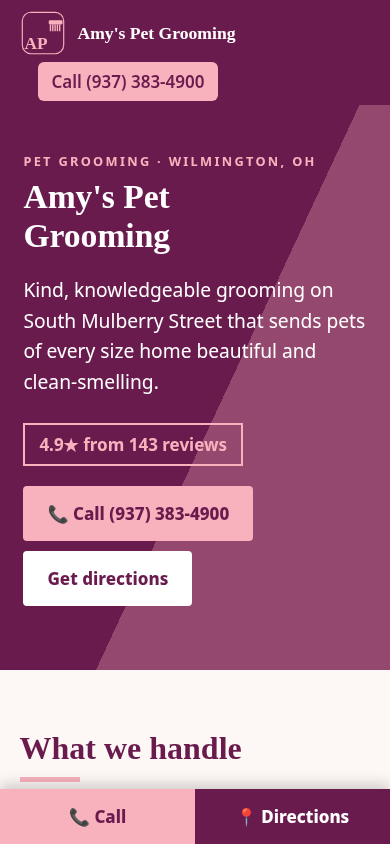 AP
Amy's Pet Grooming
Call (937) 383-4900
PET GROOMING · WILMINGTON, OH
Amy's Pet
Grooming
Kind, knowledgeable grooming on
South Mulberry Street that sends pets
of every size home beautiful and
clean-smelling.
4.9★ from 143 reviews
📞 Call (937) 383-4900
Get directions
What we handle
📞 Call
📍 Directions